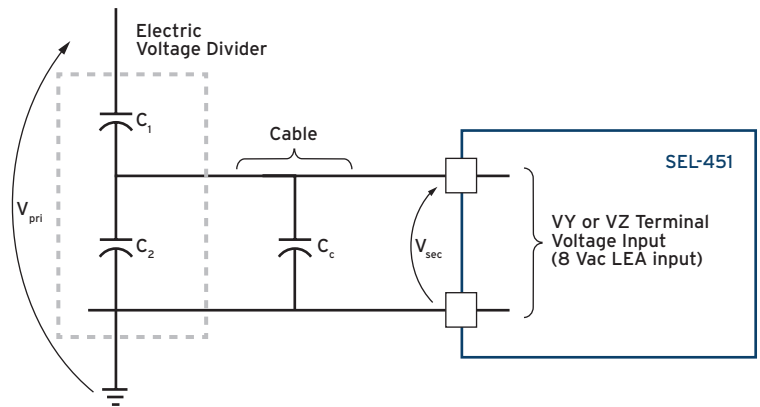 Electric
Voltage Divider
C1
Cable
SEL-451
Vpri
C2
Cc
Vsec
VY or VZ Terminal
Voltage Input
(8 Vac LEA input)